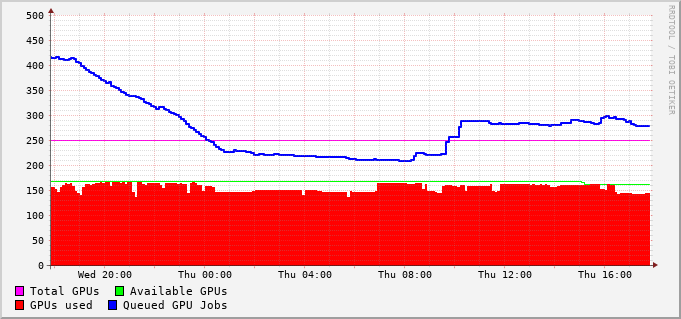 500
450
400
350
300
250
200
150
100
50
0
Wed 20:00 Thu 00:00 Thu 04:00 Thu 08:00 Thu 12:00 Thu 16:00
Total GPUs Available GPUs
GPUs used Queued GPU Jobs
RRDTOOL / TOBI OETIKER